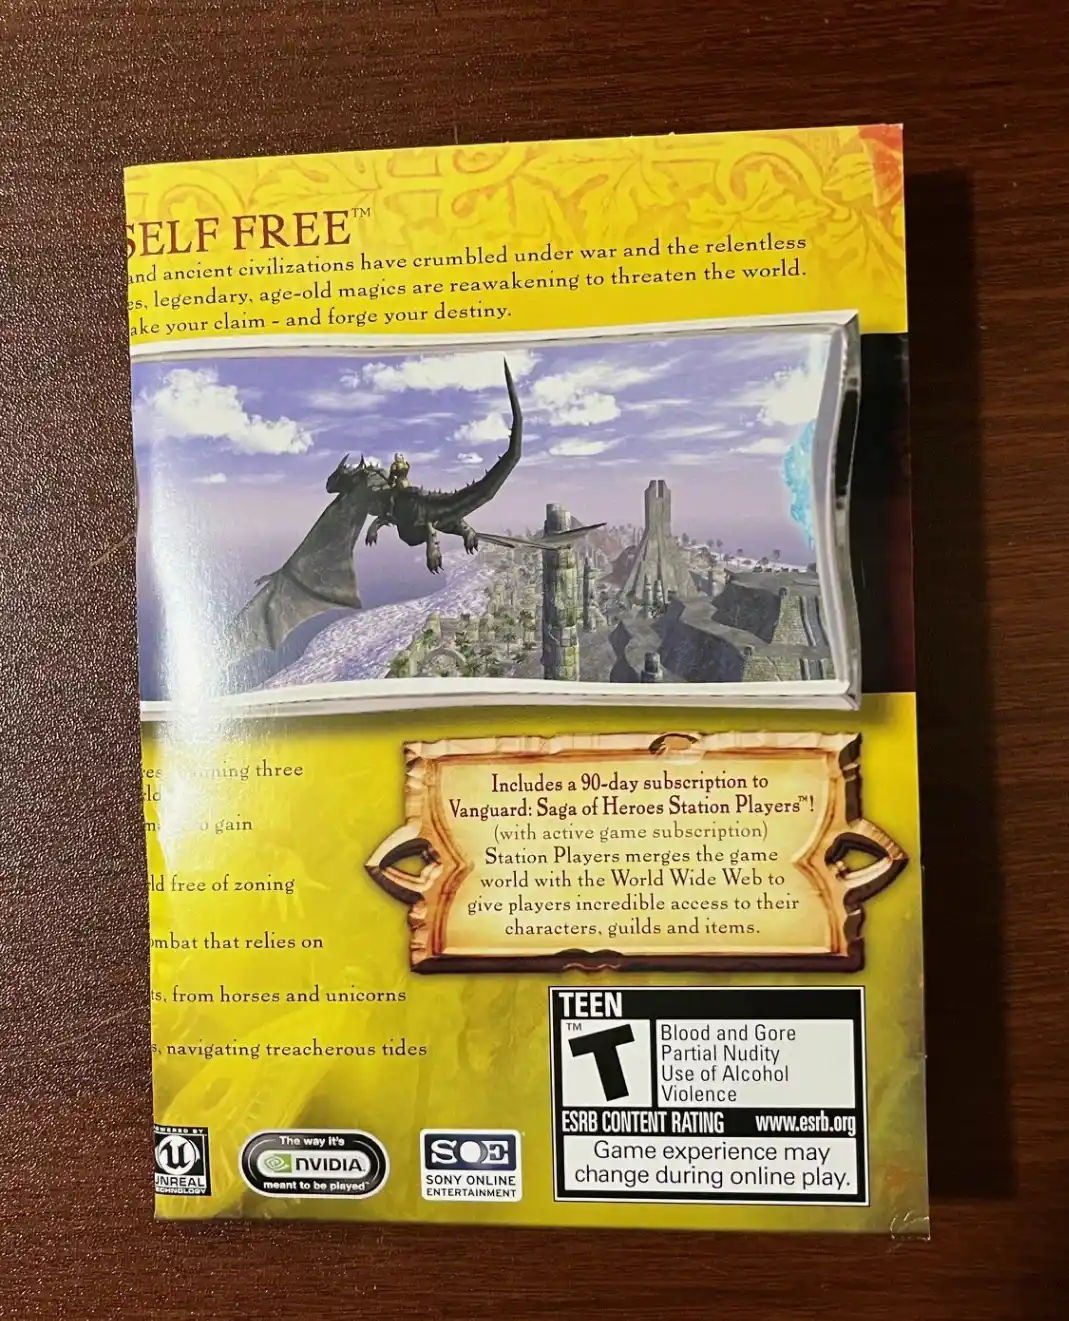 SELF FREE™
and ancient civilizations have crumbled under war and the relentless
es, legendary, age-old magics are reawakening to threaten the world.
ake your claim - and forge your destiny.
three
gain
ld free of zoning
ombat that relies on
ts, from horses and unicorns
s, navigating treacherous tides
Includes a 90-day subscription to
Vanguard: Saga of Heroes Station Players™!
(with active game subscription)
Station Players merges the game
world with the World Wide Web to
give players incredible access to their
characters, guilds and items.
TEEN
TM
T
Blood and Gore
Partial Nudity
Use of Alcohol
Violence
ESRB CONTENT RATING www.esrb.org
Game experience may
change during online play.
POWERED BY
U
UNREAL
TECHNOLOGY
The way it's
NVIDIA
meant to be played™
SOE
SONY ONLINE
ENTERTAINMENT